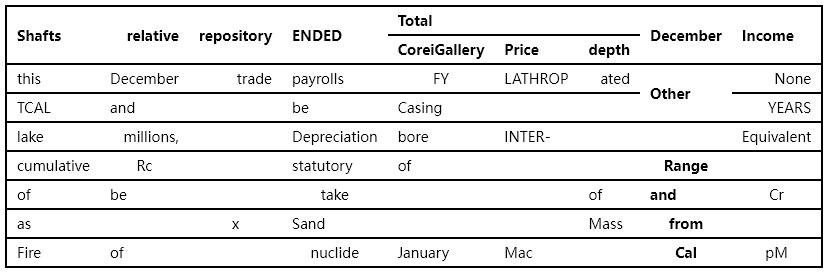 Total
Shafts relative repository ENDED December Income
CoreiGallery Price depth
this December trade payrolls FY LATHROP ated None
Other
TCAL and be Casing YEARS
lake millions, Depreciation bore INTER- Equivalent
cumulative Rc statutory of Range
of be take of and Cr
as x Sand Mass from
Fire of nuclide January Mac Cal pM